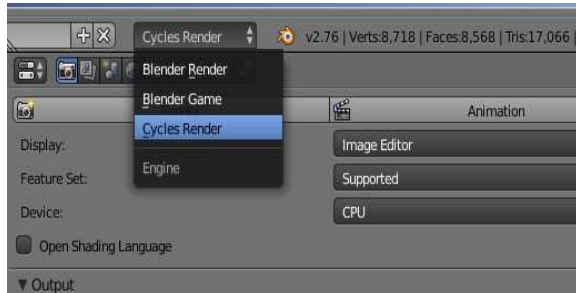 Cycles Render v2.76 | Verts:8,718 | Faces:8,568 | Tris:17,066
Blender Render
Blender Game
Cycles Render
Engine
Animation
Display: Image Editor
Feature Set: Supported
Device: CPU
Open Shading Language
Output